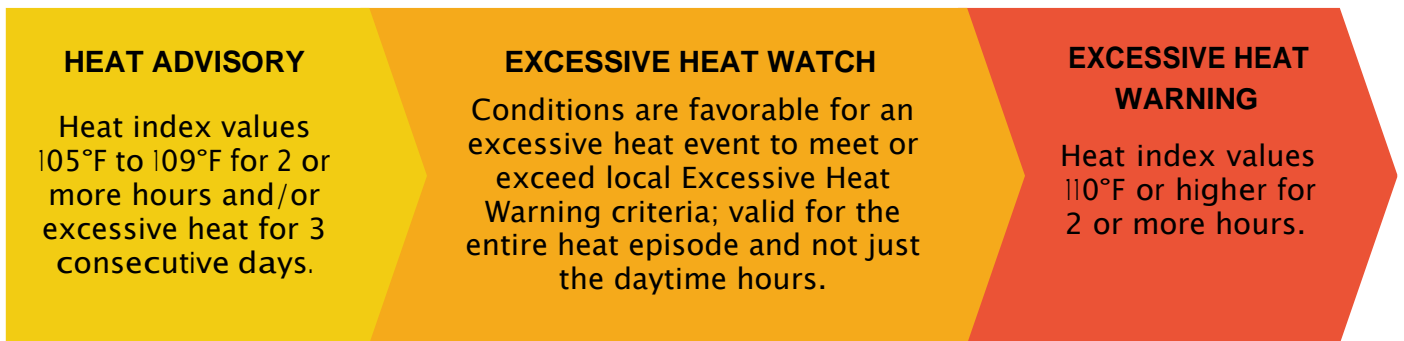 HEAT ADVISORY
Heat index values
105°F to 109°F for 2 or
more hours and/or
excessive heat for 3
consecutive days.
EXCESSIVE HEAT WATCH
Conditions are favorable for an
excessive heat event to meet or
exceed local Excessive Heat
Warning criteria; valid for the
entire heat episode and not just
the daytime hours.
EXCESSIVE HEAT
WARNING
Heat index values
110°F or higher for
2 or more hours.